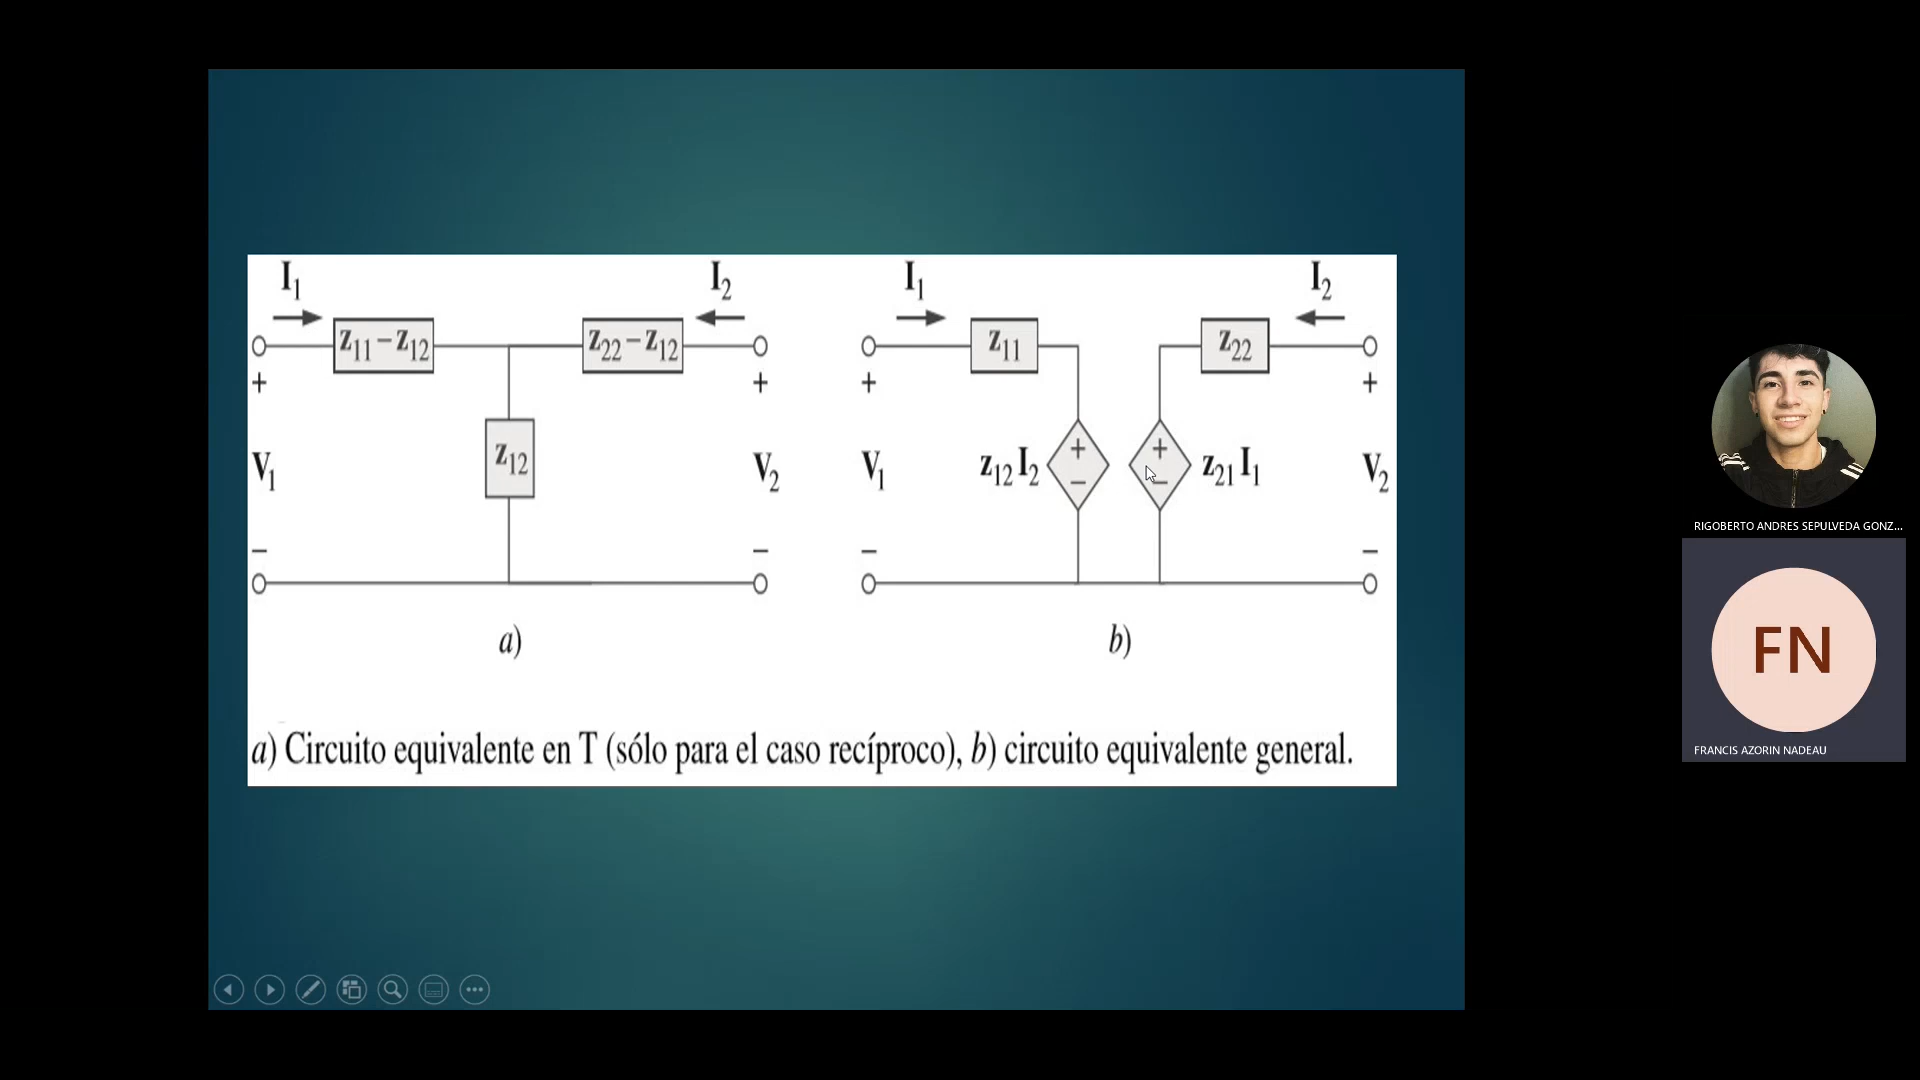 I1 I2 I1 I2
z11 − z12 z22 − z12 z11 z22
+ + + +
V1 z12 V2 V1 z12 I2 + − + − z21 I1 V2
− − − −
a) b)
a) Circuito equivalente en T (sólo para el caso recíproco), b) circuito equivalente general.
RIGOBERTO ANDRES SEPULVEDA GONZ...
FN
FRANCIS AZORIN NADEAU